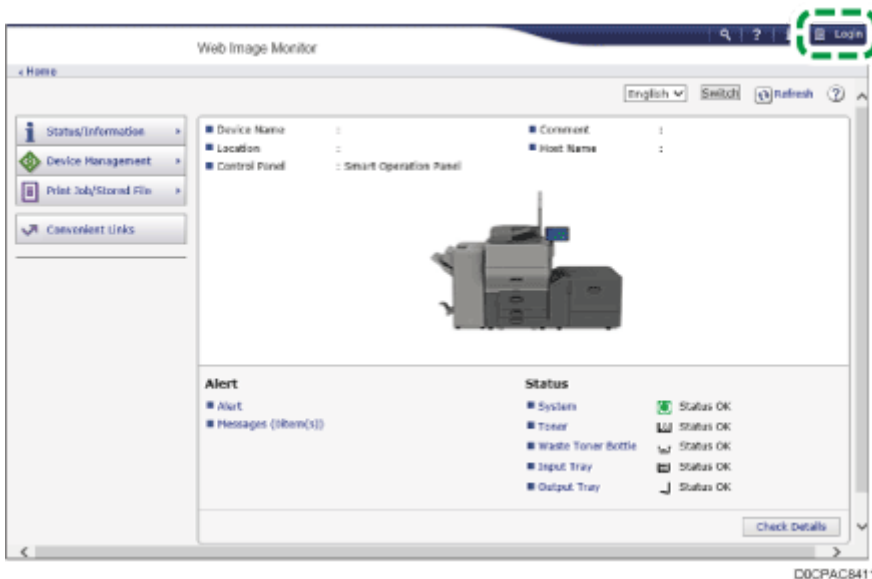 Login
Web Image Monitor
Home
English Switch Refresh
Status/Information
Device Management
Print Job/Stored File
Convenient Links
Device Name :
Comment :
Location :
Host Name :
Control Panel : Smart Operation Panel
Alert
Alert
Messages (0item(s))
Status
System Status OK
Toner Status OK
Waste Toner Bottle Status OK
Input Tray Status OK
Output Tray Status OK
Check Details
D0CPAC8411